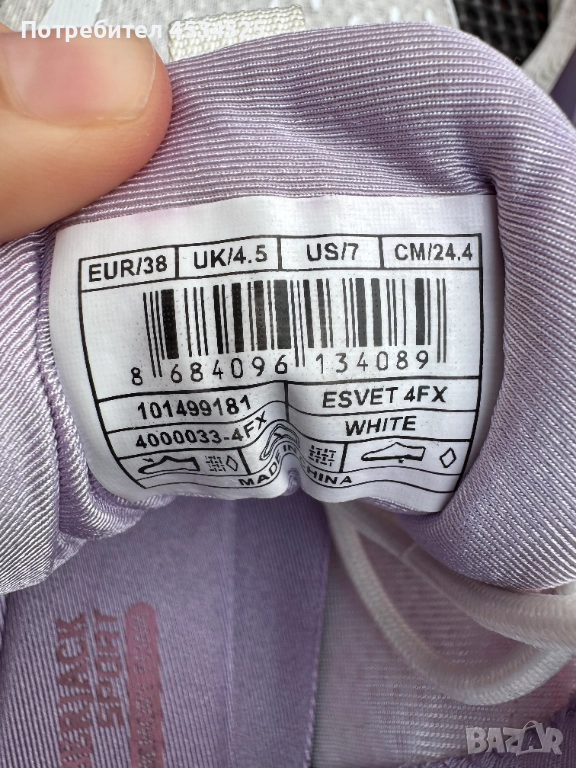 Потребител
EUR/38 UK/4.5 US/7 CM/24.4
8 684096 134089
101499181 ESVET 4FX
4000033-4FX WHITE
MADE IN CHINA
SPORT
BAZAR